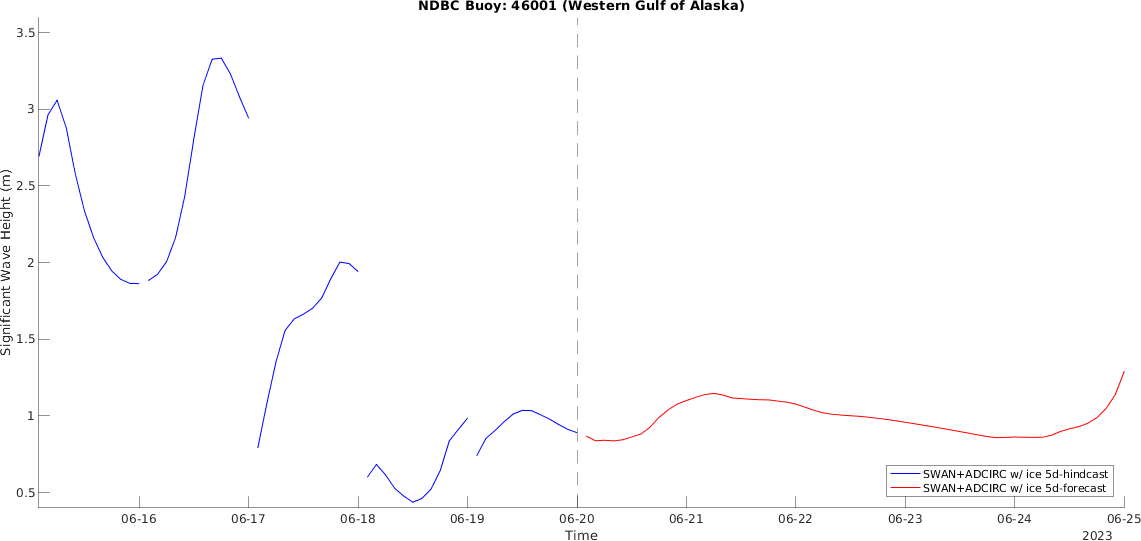 NDBC Buoy: 46001 (Western Gulf of Alaska)
3.5
3
2.5
2
1.5
1
0.5
Significant Wave Height (m)
SWAN+ADCIRC w/ ice 5d-hindcast
SWAN+ADCIRC w/ ice 5d-forecast
06-16 06-17 06-18 06-19 06-20 06-21 06-22 06-23 06-24 06-25
Time
2023